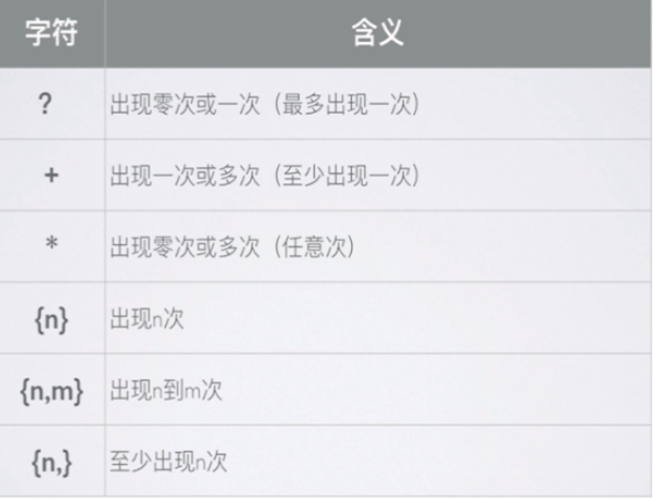 字符 含义
? 出现零次或一次（最多出现一次）
+ 出现一次或多次（至少出现一次）
* 出现零次或多次（任意次）
{n} 出现n次
{n,m} 出现n到m次
{n,} 至少出现n次